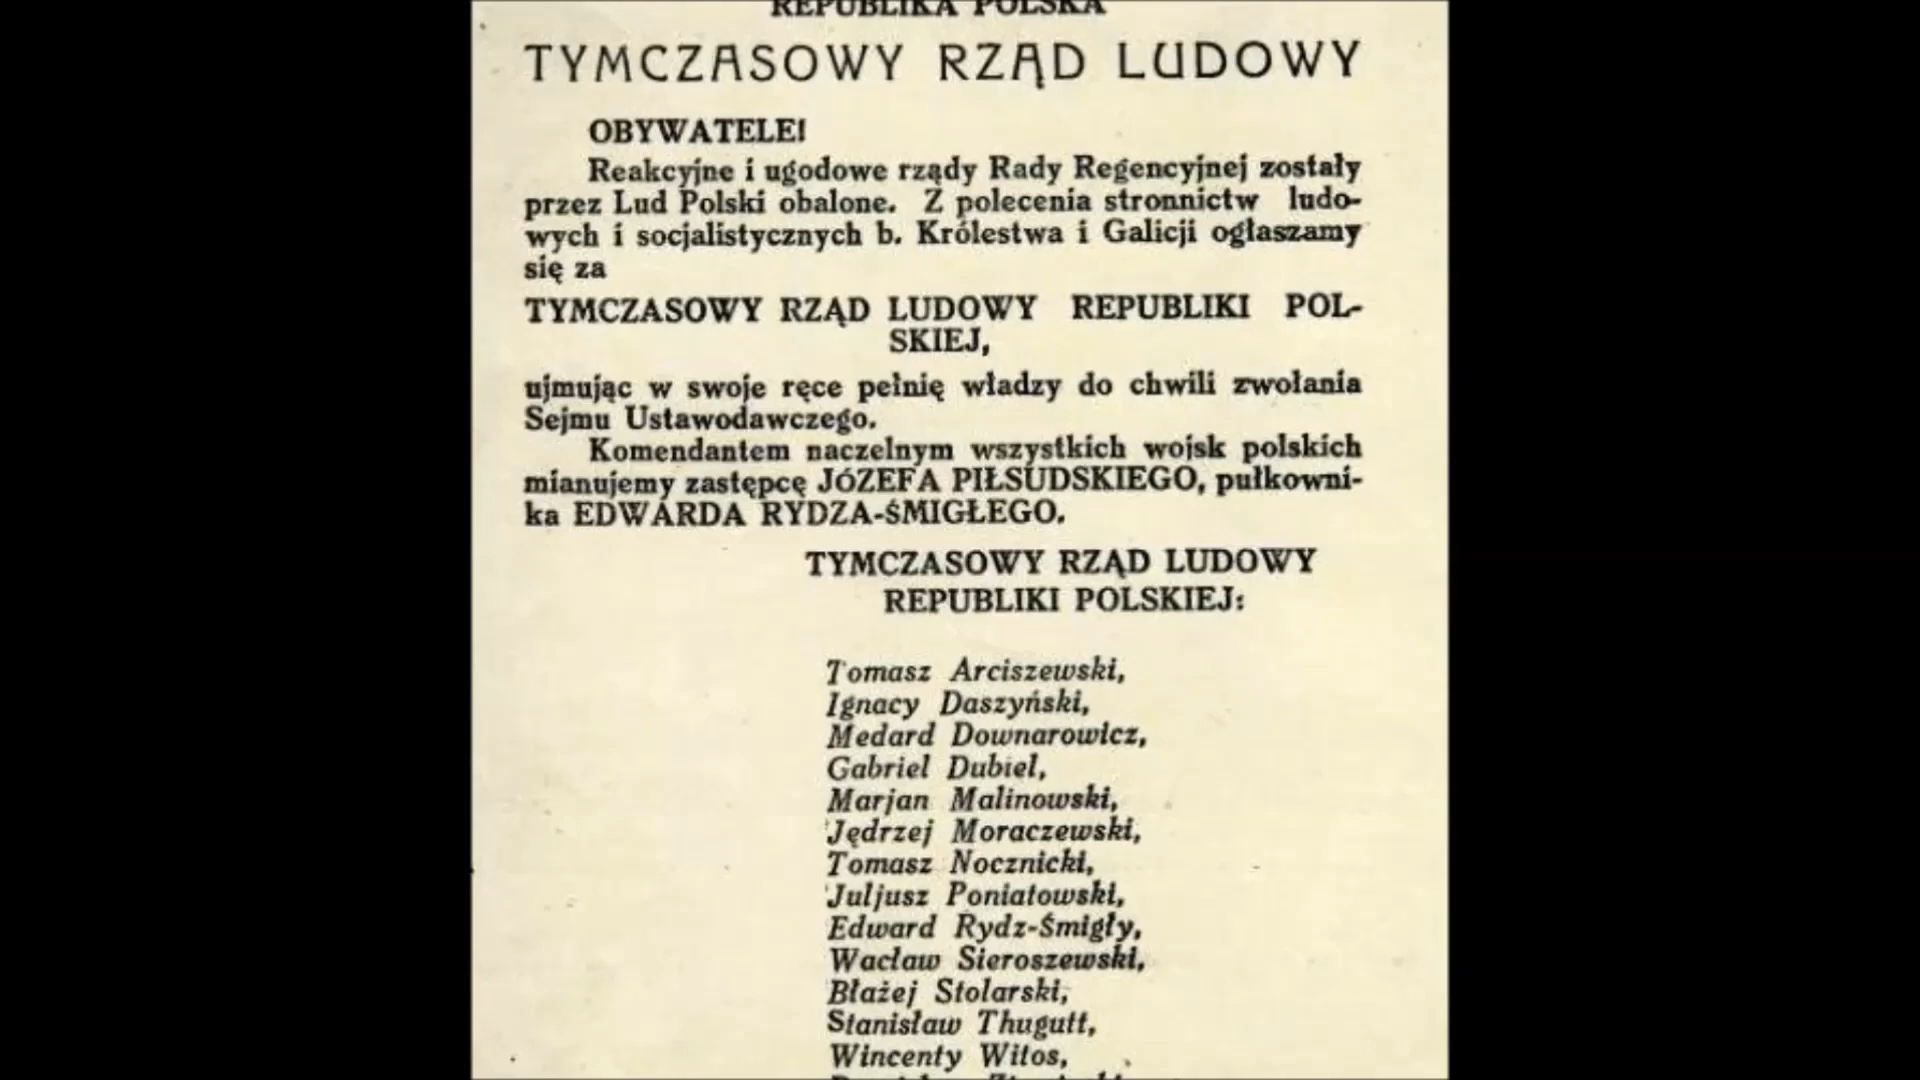 REPUBLIKA POLSKA
TYMCZASOWY RZĄD LUDOWY
OBYWATELE!
Reakcyjne i ugodowe rządy Rady Regencyjnej zostały
przez Lud Polski obalone. Z polecenia stronnictw ludo-
wych i socjalistycznych b. Królestwa i Galicji ogłaszamy
się za
TYMCZASOWY RZĄD LUDOWY REPUBLIKI POL-
SKIEJ,
ujmując w swoje ręce pełnię władzy do chwili zwołania
Sejmu Ustawodawczego.
Komendantem naczelnym wszystkich wojsk polskich
mianujemy zastępcę JÓZEFA PIŁSUDSKIEGO, pułkowni-
ka EDWARDA RYDZA-ŚMIGŁEGO.
TYMCZASOWY RZĄD LUDOWY
REPUBLIKI POLSKIEJ:
Tomasz Arciszewski,
Ignacy Daszyński,
Medard Downarowicz,
Gabriel Dubiel,
Marjan Malinowski,
Jędrzej Moraczewski,
Tomasz Nocznicki,
Juljusz Poniatowski,
Edward Rydz-Śmigły,
Wacław Sieroszewski,
Błażej Stolarski,
Stanisław Thugutt,
Wincenty Witos,